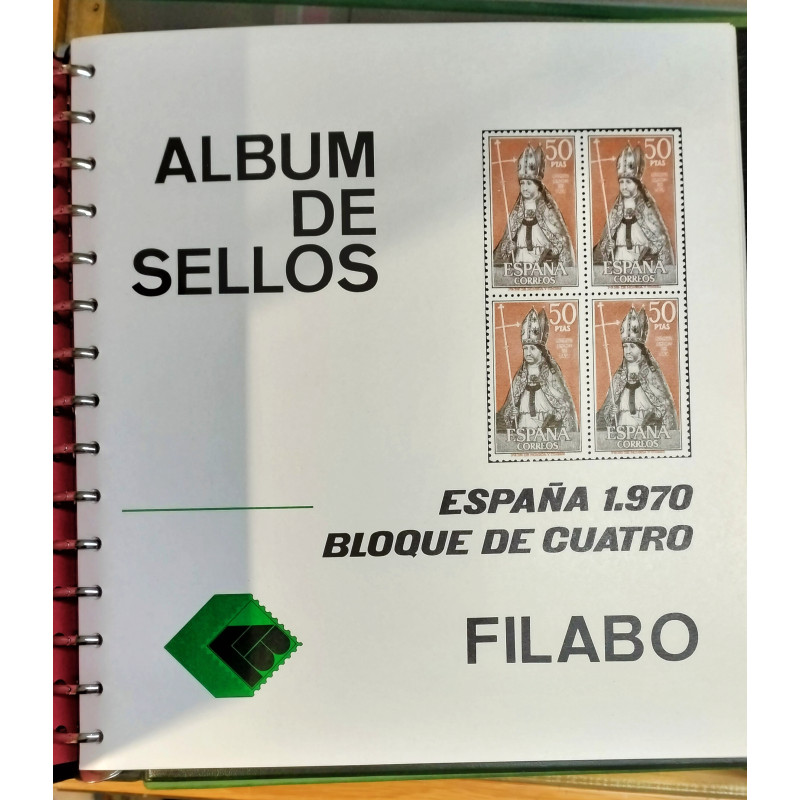 ALBUM
DE
SELLOS
50
PTAS
ESPAÑA
CORREOS
50
PTAS
ESPAÑA
CORREOS
50
PTAS
ESPAÑA
CORREOS
50
PTAS
ESPAÑA
CORREOS
ESPAÑA 1.970
BLOQUE DE CUATRO
FILABO